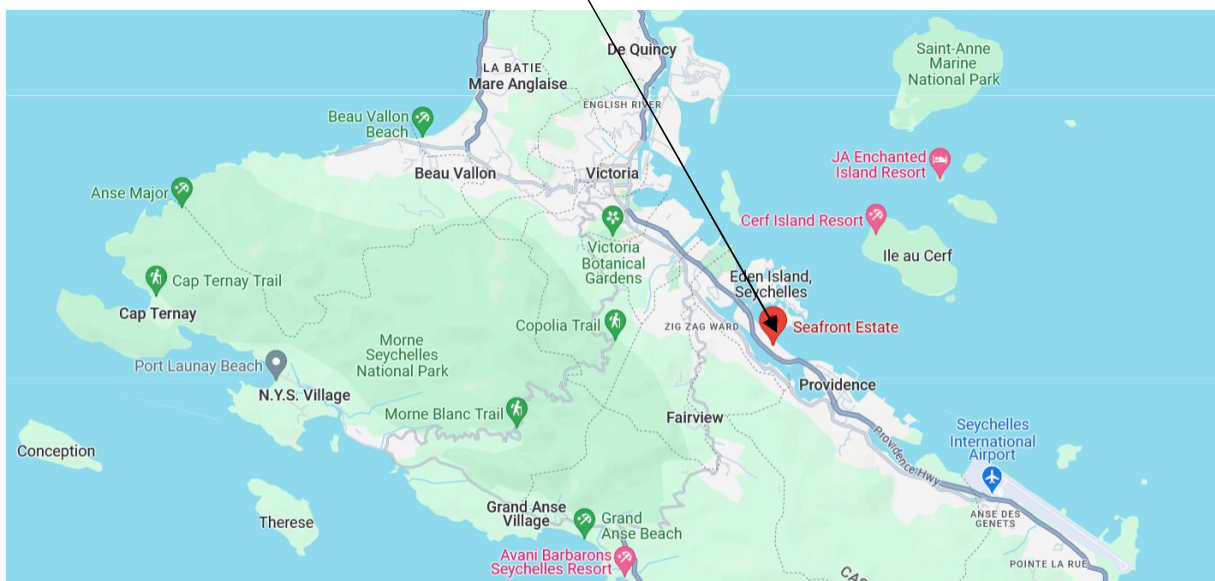 De Quincy
Saint-Anne
Marine
National Park
LA BATIE
Mare Anglaise
ENGLISH RIVER
Beau Vallon
Beach
JA Enchanted
Island Resort
Beau Vallon
Victoria
Anse Major
Cerf Island Resort
Victoria
Botanical
Gardens
Ile au Cerf
Cap Ternay Trail
Eden Island,
Seychelles
Cap Ternay
Copolia Trail
ZIG ZAG WARD
Seafront Estate
Morne
Seychelles
National Park
Port Launay Beach
N.Y.S. Village
Providence
Morne Blanc Trail
Fairview
Conception
Seychelles
International
Airport
Providence Hwy
Grand Anse
Village
Therese
Grand
Anse Beach
ANSE DES
GENETS
Avani Barbarons
Seychelles Resort
POINTE LA RUE
CAS